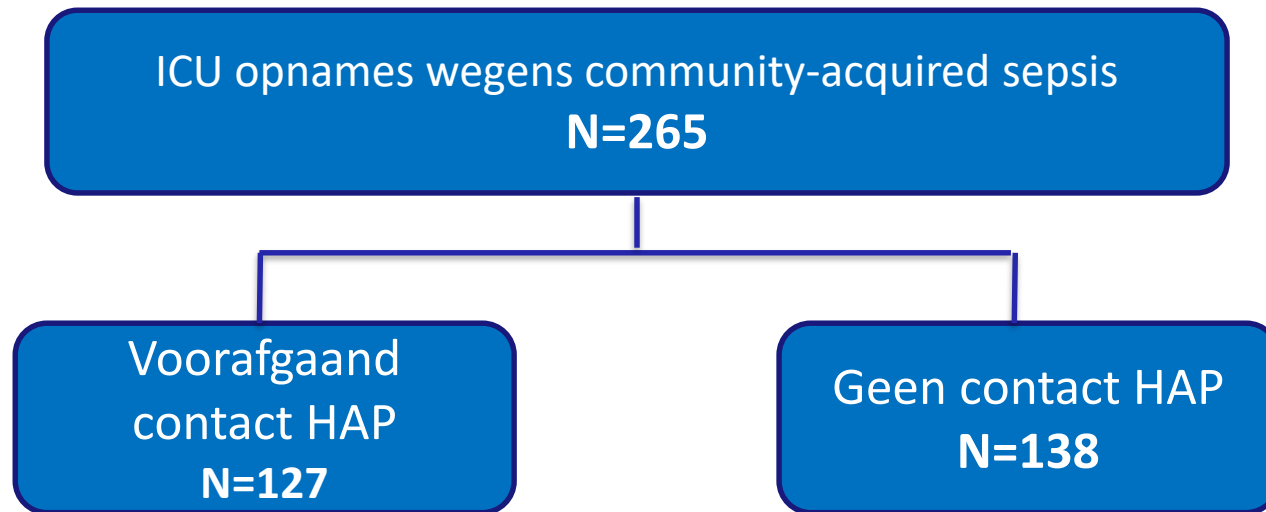 ICU opnames wegens community-acquired sepsis
N=265
Voorafgaand
contact HAP
N=127
Geen contact HAP
N=138